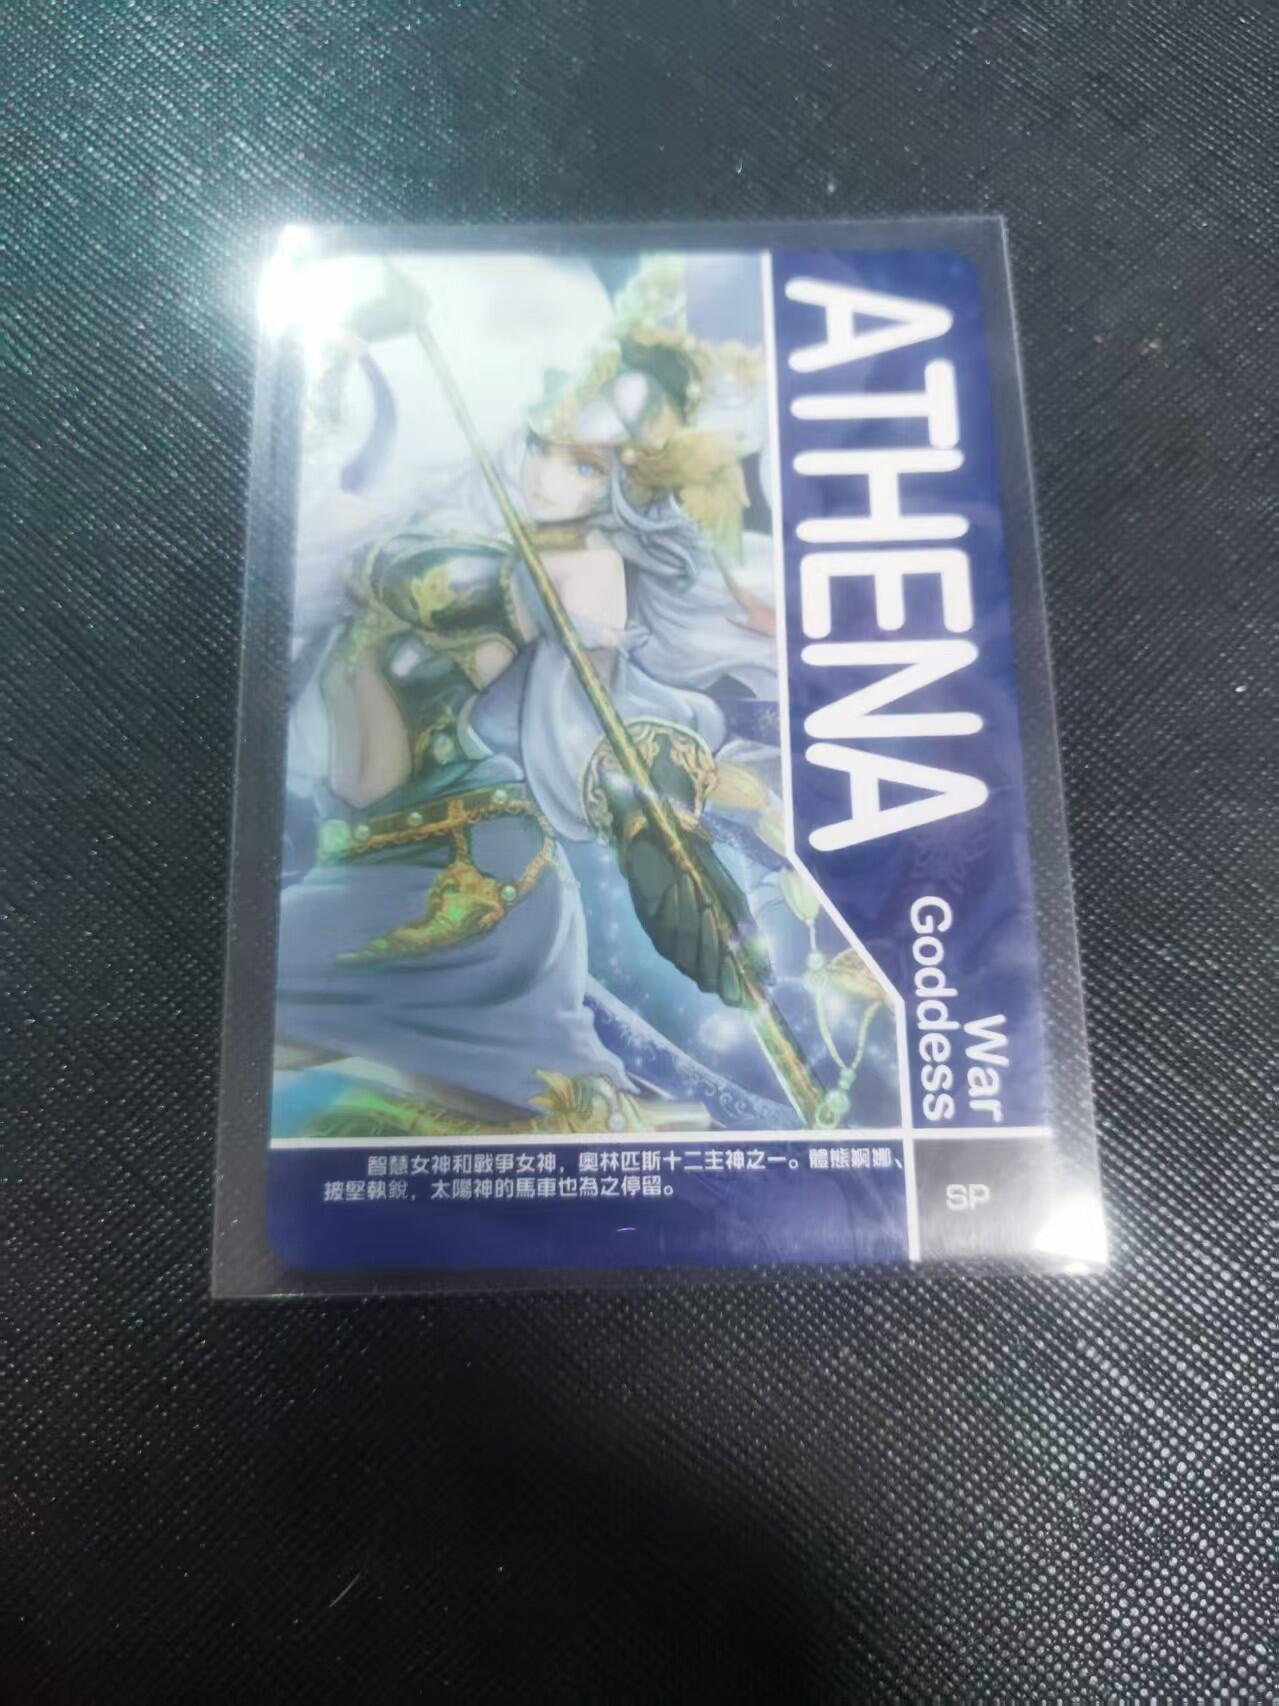 ATHENA
War
Goddess
智慧女神和戰爭女神，奧林匹斯十二主神之一。體態婀娜、
披堅執銳，太陽神的馬車也為之停留。
SP